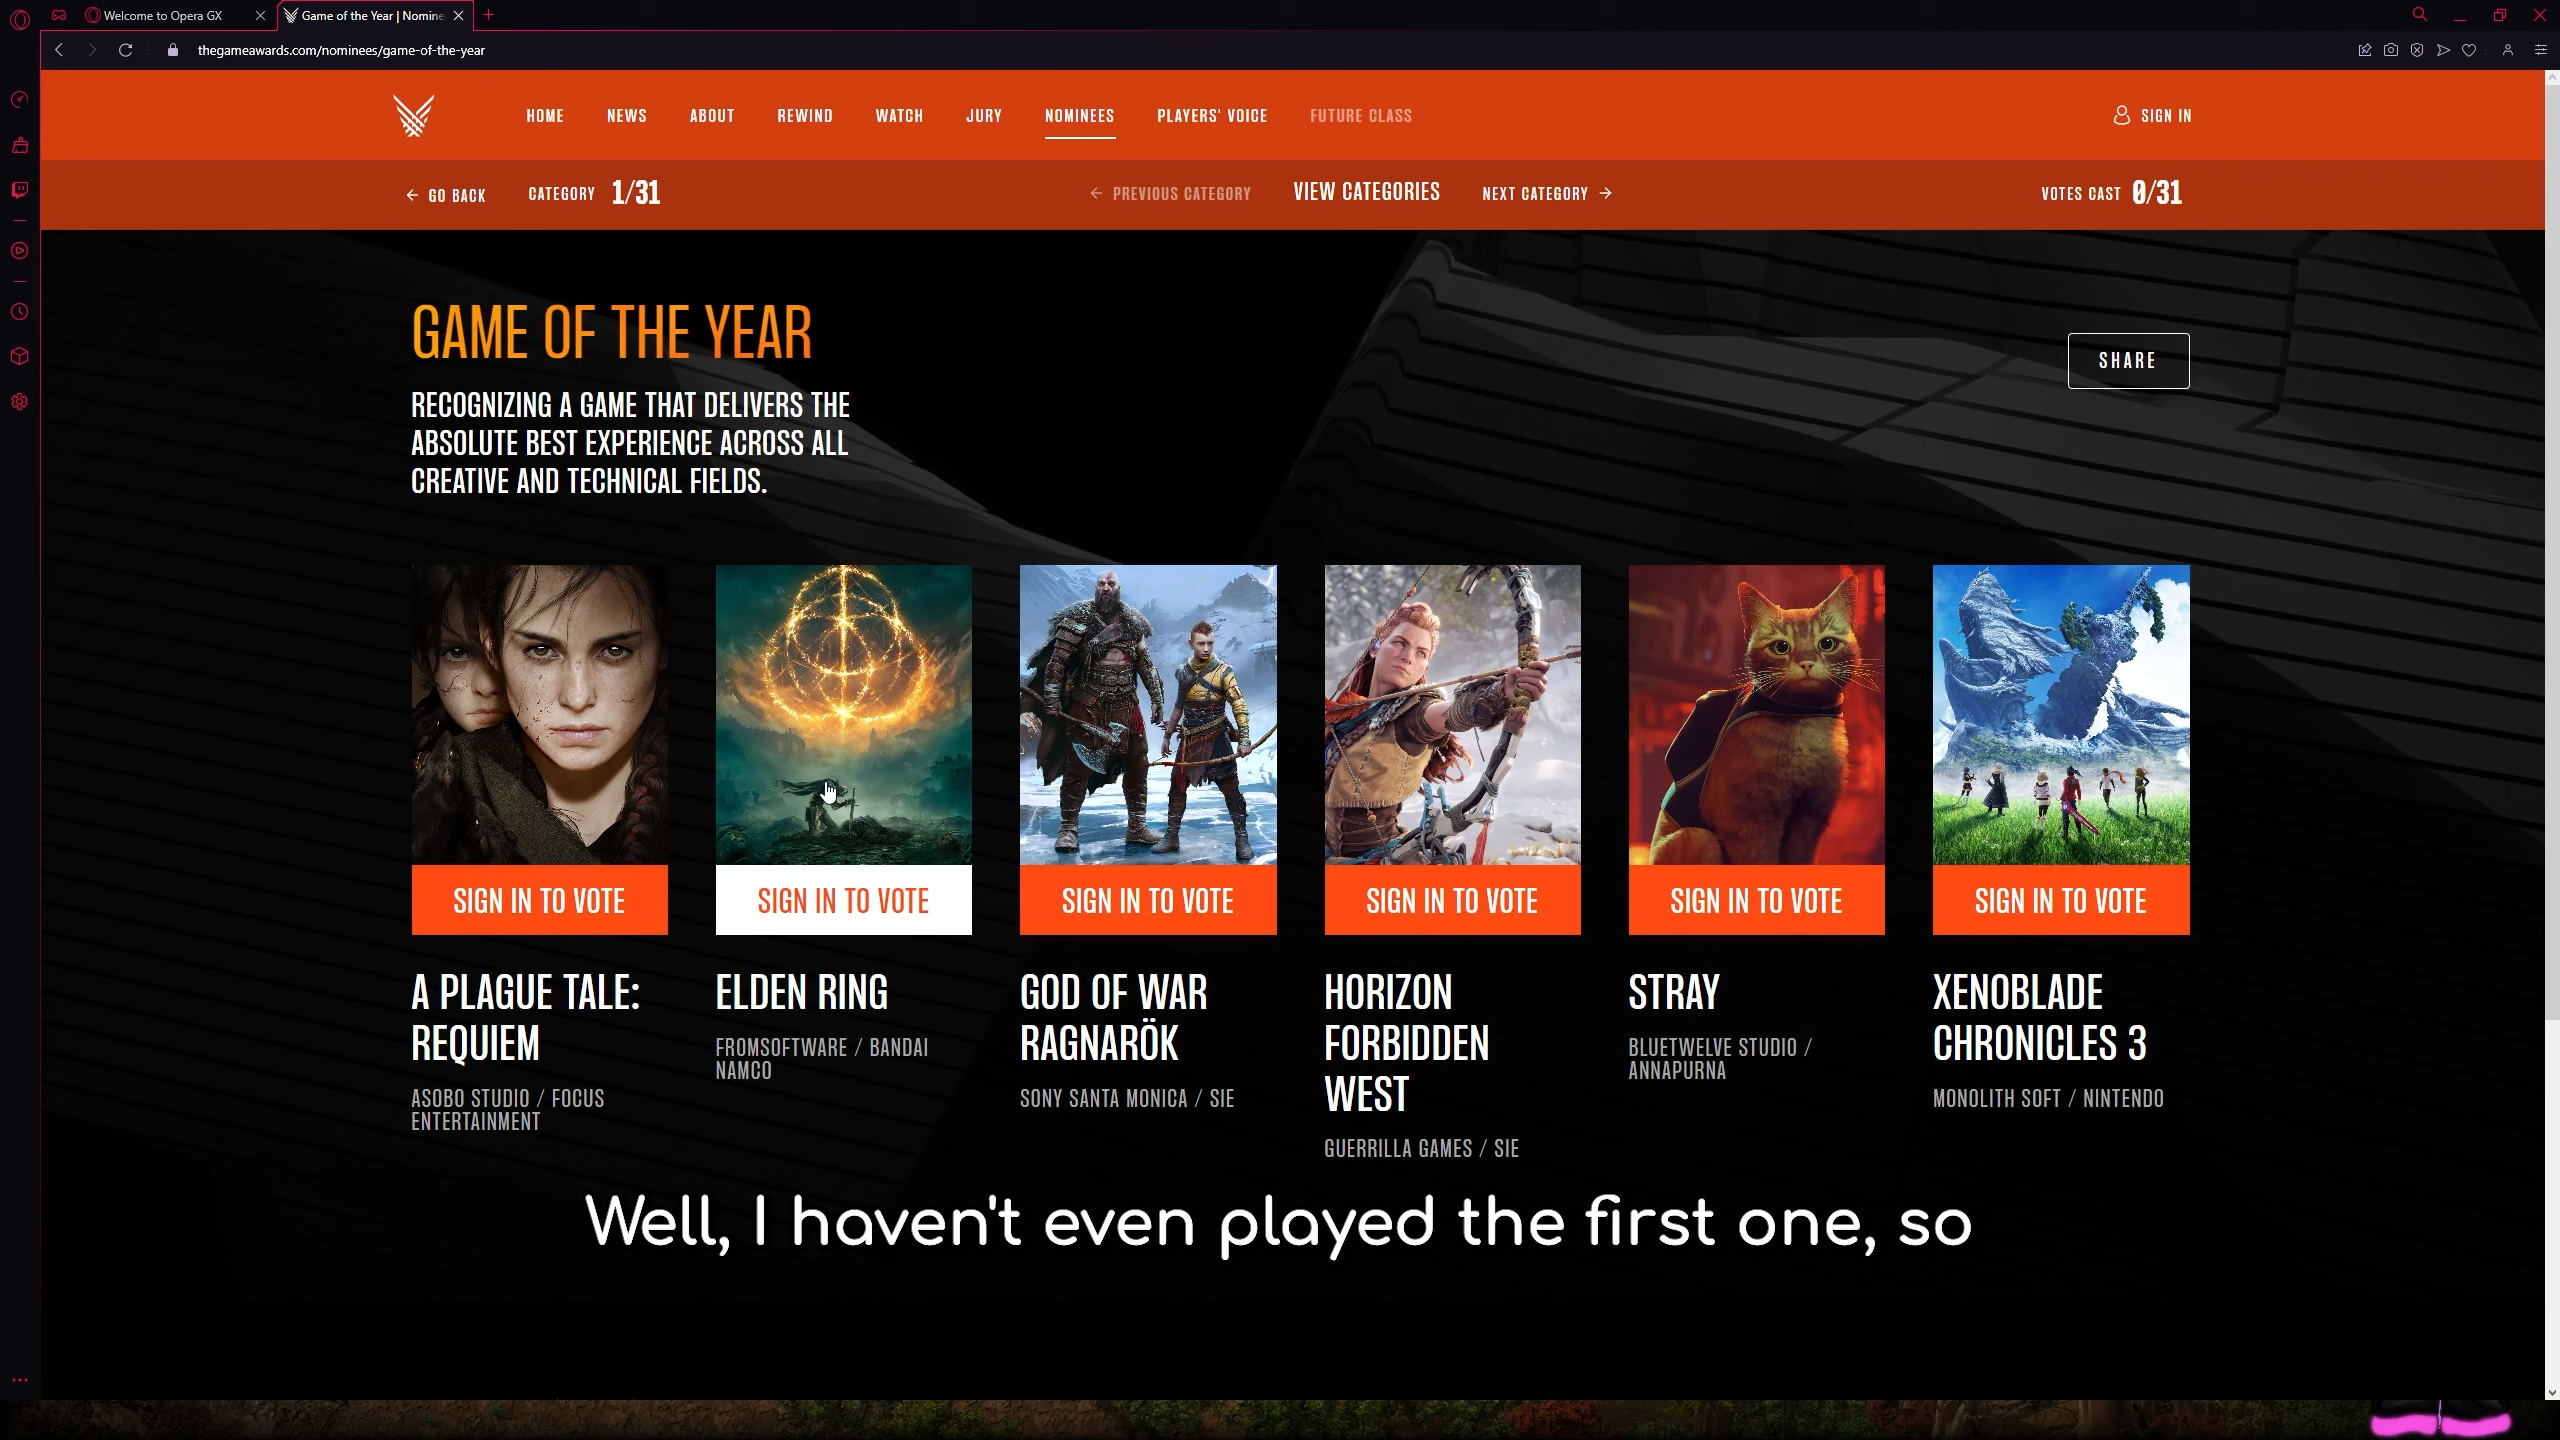 Welcome to Opera GX
Game of the Year | Nomine
thegameawards.com/nominees/game-of-the-year
HOME NEWS ABOUT REWIND WATCH JURY NOMINEES PLAYERS' VOICE FUTURE CLASS SIGN IN
GO BACK CATEGORY 1/31 PREVIOUS CATEGORY VIEW CATEGORIES NEXT CATEGORY VOTES CAST 0/31
GAME OF THE YEAR
SHARE
RECOGNIZING A GAME THAT DELIVERS THE
ABSOLUTE BEST EXPERIENCE ACROSS ALL
CREATIVE AND TECHNICAL FIELDS.
SIGN IN TO VOTE
A PLAGUE TALE:
REQUIEM
ASOBO STUDIO / FOCUS
ENTERTAINMENT
SIGN IN TO VOTE
ELDEN RING
FROMSOFTWARE / BANDAI
NAMCO
SIGN IN TO VOTE
GOD OF WAR
RAGNARÖK
SONY SANTA MONICA / SIE
SIGN IN TO VOTE
HORIZON
FORBIDDEN
WEST
GUERRILLA GAMES / SIE
SIGN IN TO VOTE
STRAY
BLUETWELVE STUDIO /
ANNAPURNA
SIGN IN TO VOTE
XENOBLADE
CHRONICLES 3
MONOLITH SOFT / NINTENDO
Well, I haven't even played the first one, so